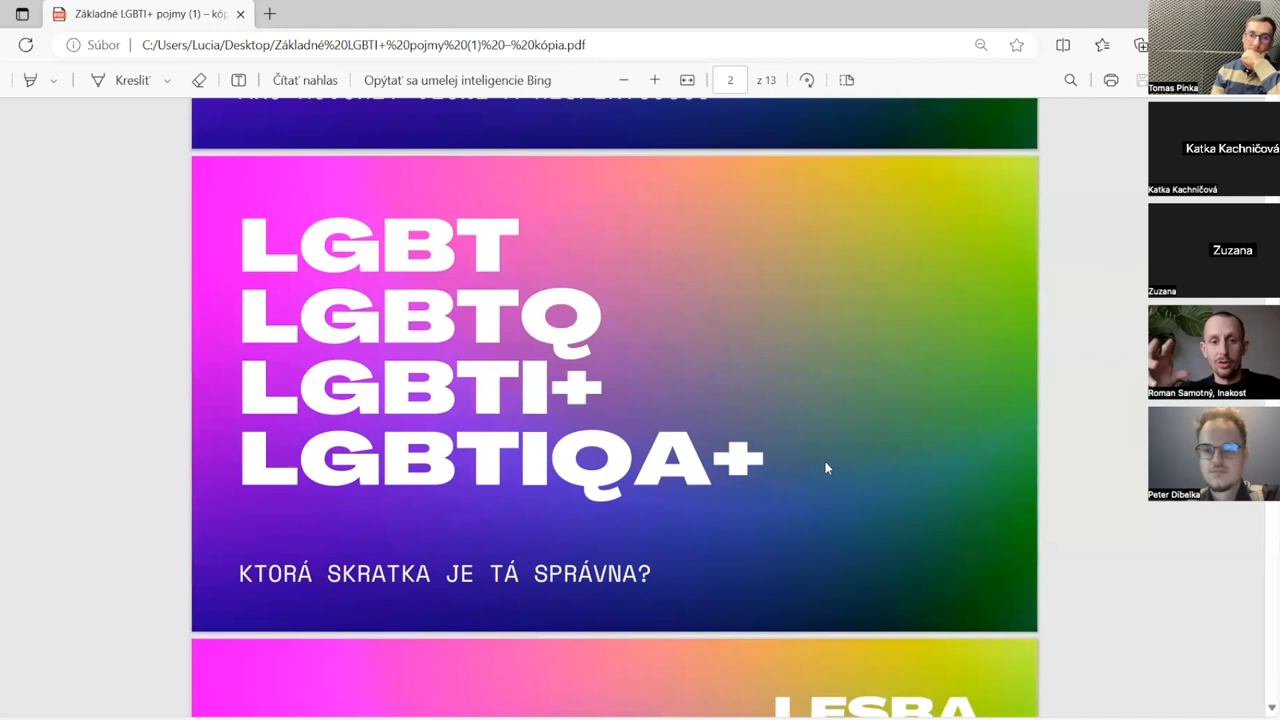 Základné LGBTI+ pojmy (1) – kóp
Súbor
C:/Users/Lucia/Desktop/Základné%20LGBTI+%20pojmy%20(1)%20–%20kópia.pdf
Kresliť
Čítať nahlas
Opýtať sa umelej inteligencie Bing
2
z 13
LGBT
LGBTQ
LGBTI+
LGBTIQA+
KTORÁ SKRATKA JE TÁ SPRÁVNA?
LESBA
Tomas Pinka
Katka Kachničová
Katka Kachničová
Zuzana
Zuzana
Roman Samotný, Inakosť
Peter Dibelka